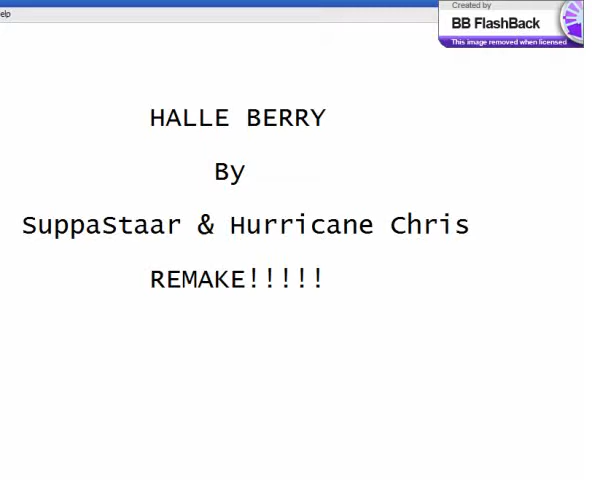 elp
Created by
BB FlashBack
This image removed when licensed
HALLE BERRY
By
SuppaStaar & Hurricane Chris
REMAKE!!!!!